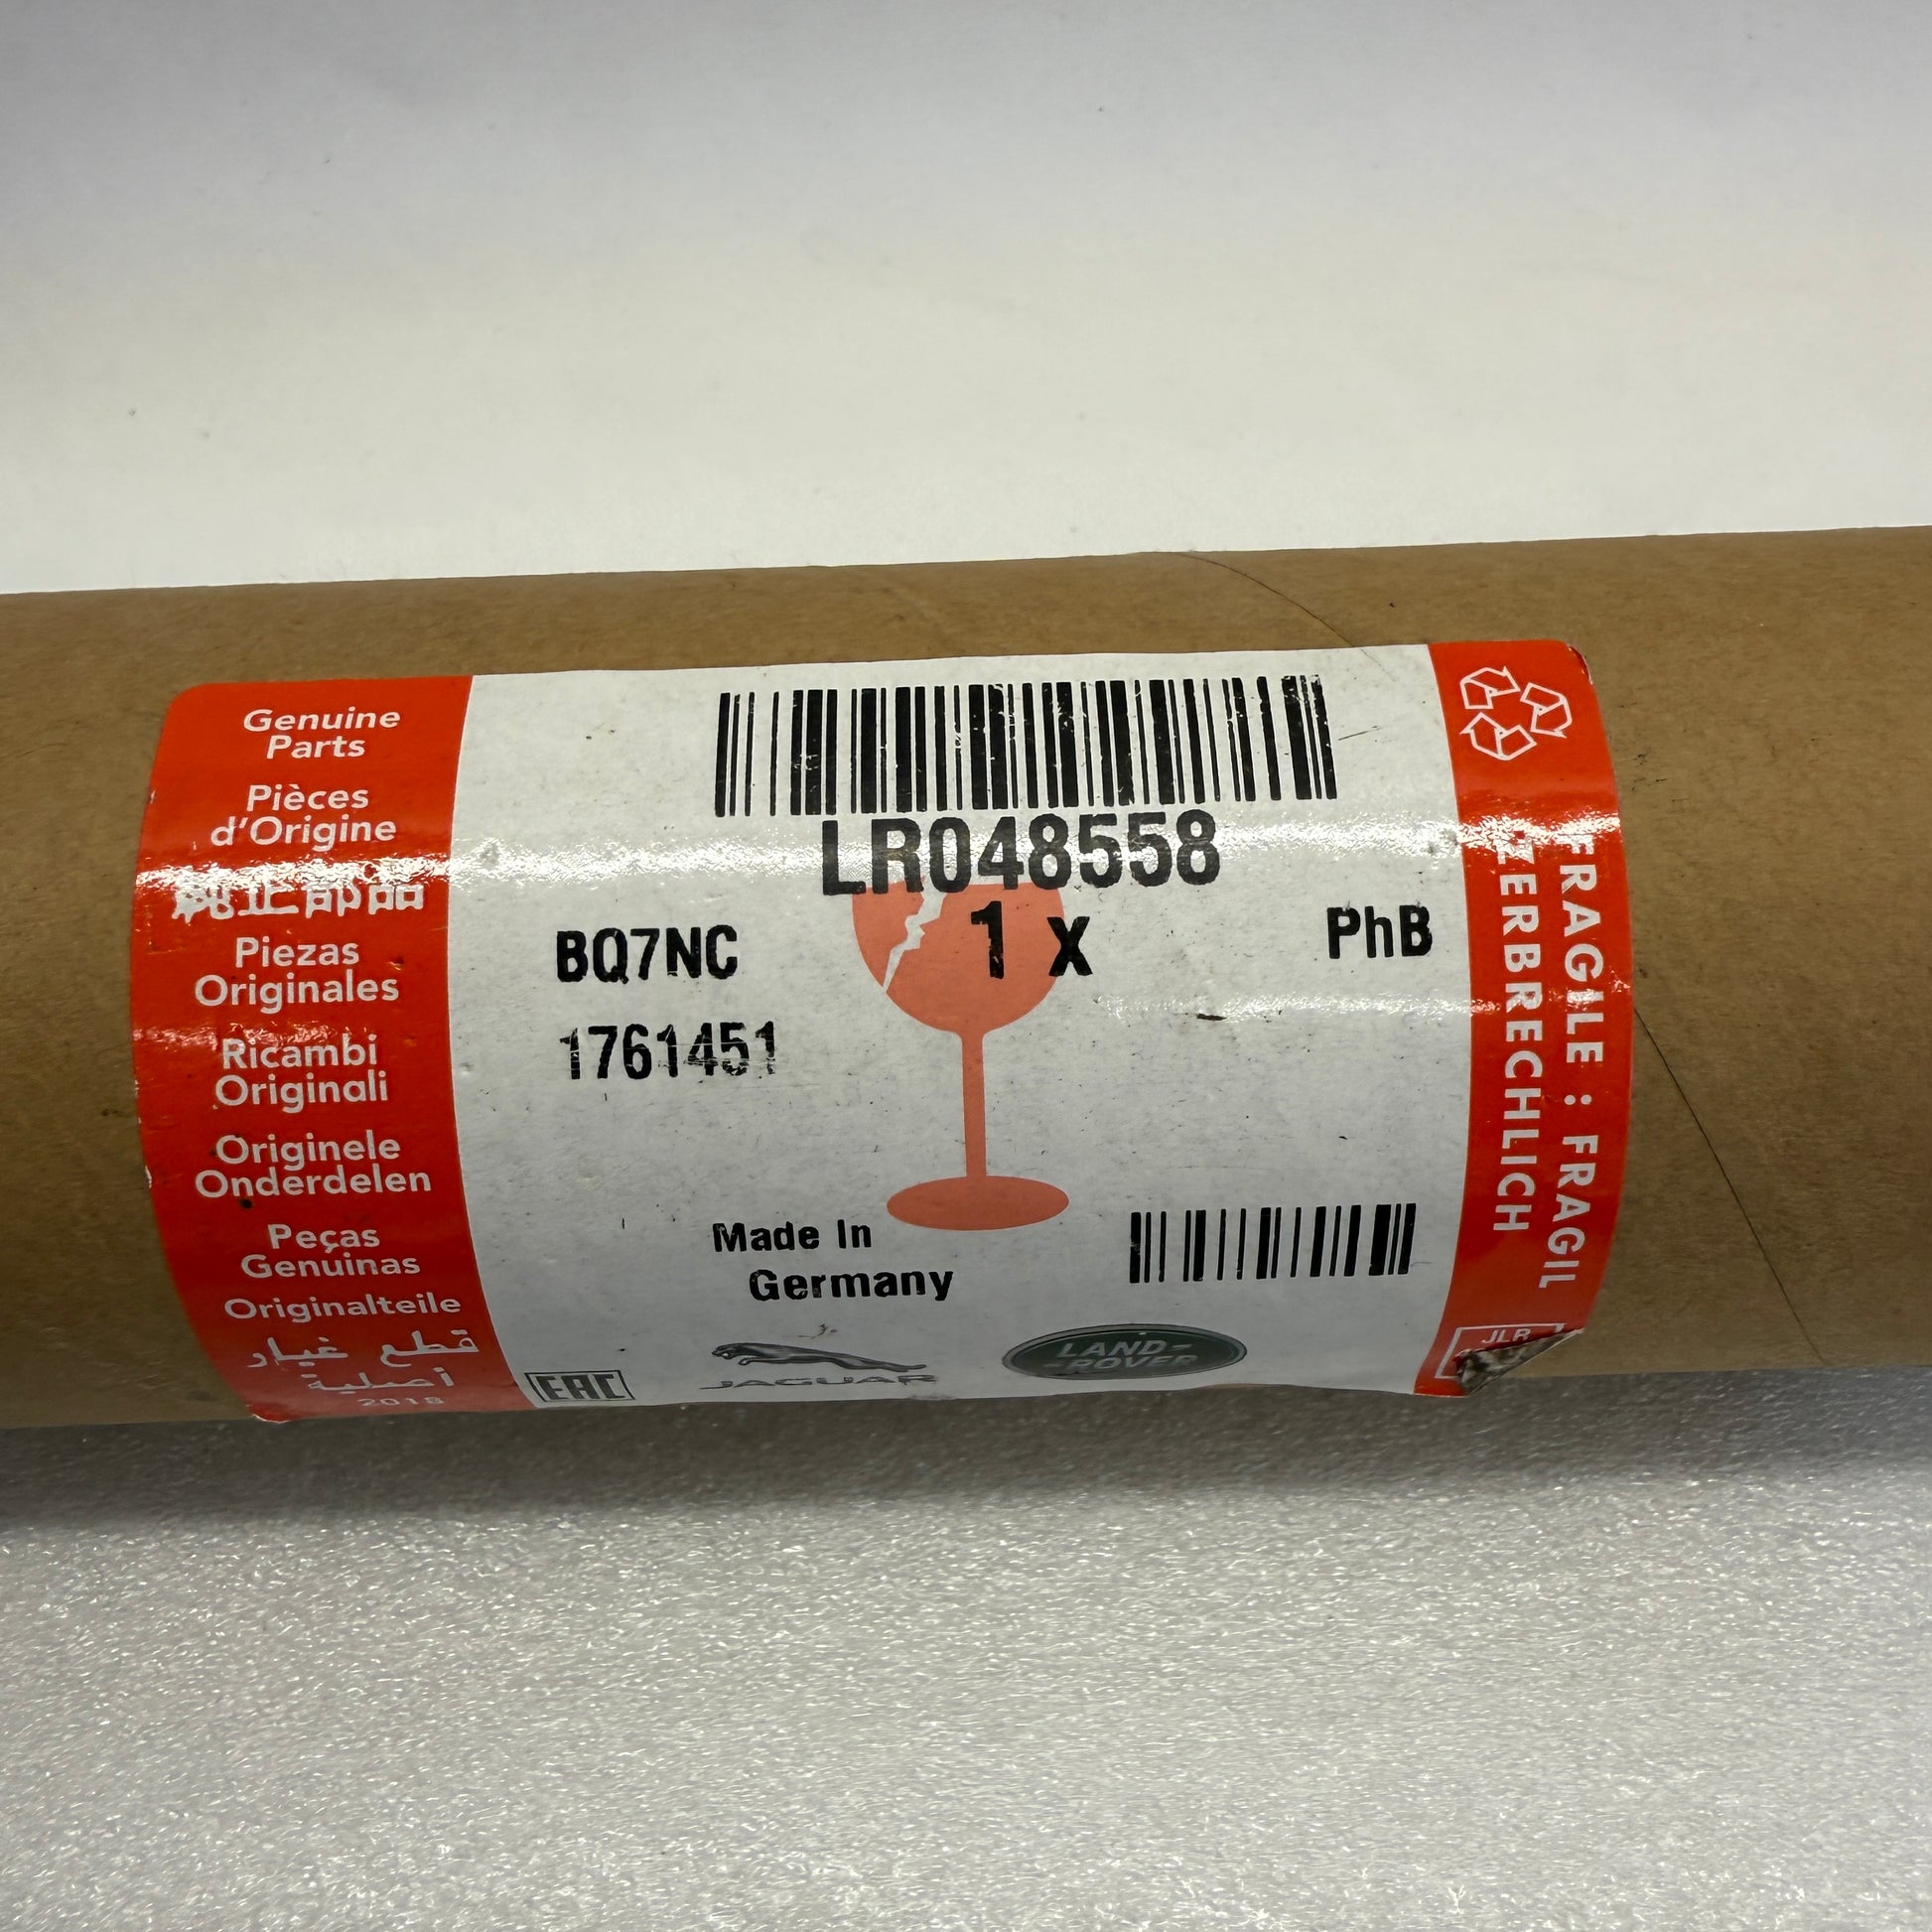 Genuine
Parts
Pièces
d'Origine
純正部品
Piezas
Originales
Ricambi
Originali
Originele
Onderdelen
Peças
Genuinas
Originalteile
قطع غيار
أصلية
2018
LR048558
BQ7NC
1 x
PhB
1761451
Made In
Germany
EAC
JAGUAR
LAND-
ROVER
FRAGILE : FRAGIL
ZERBRECHLICH
JLR